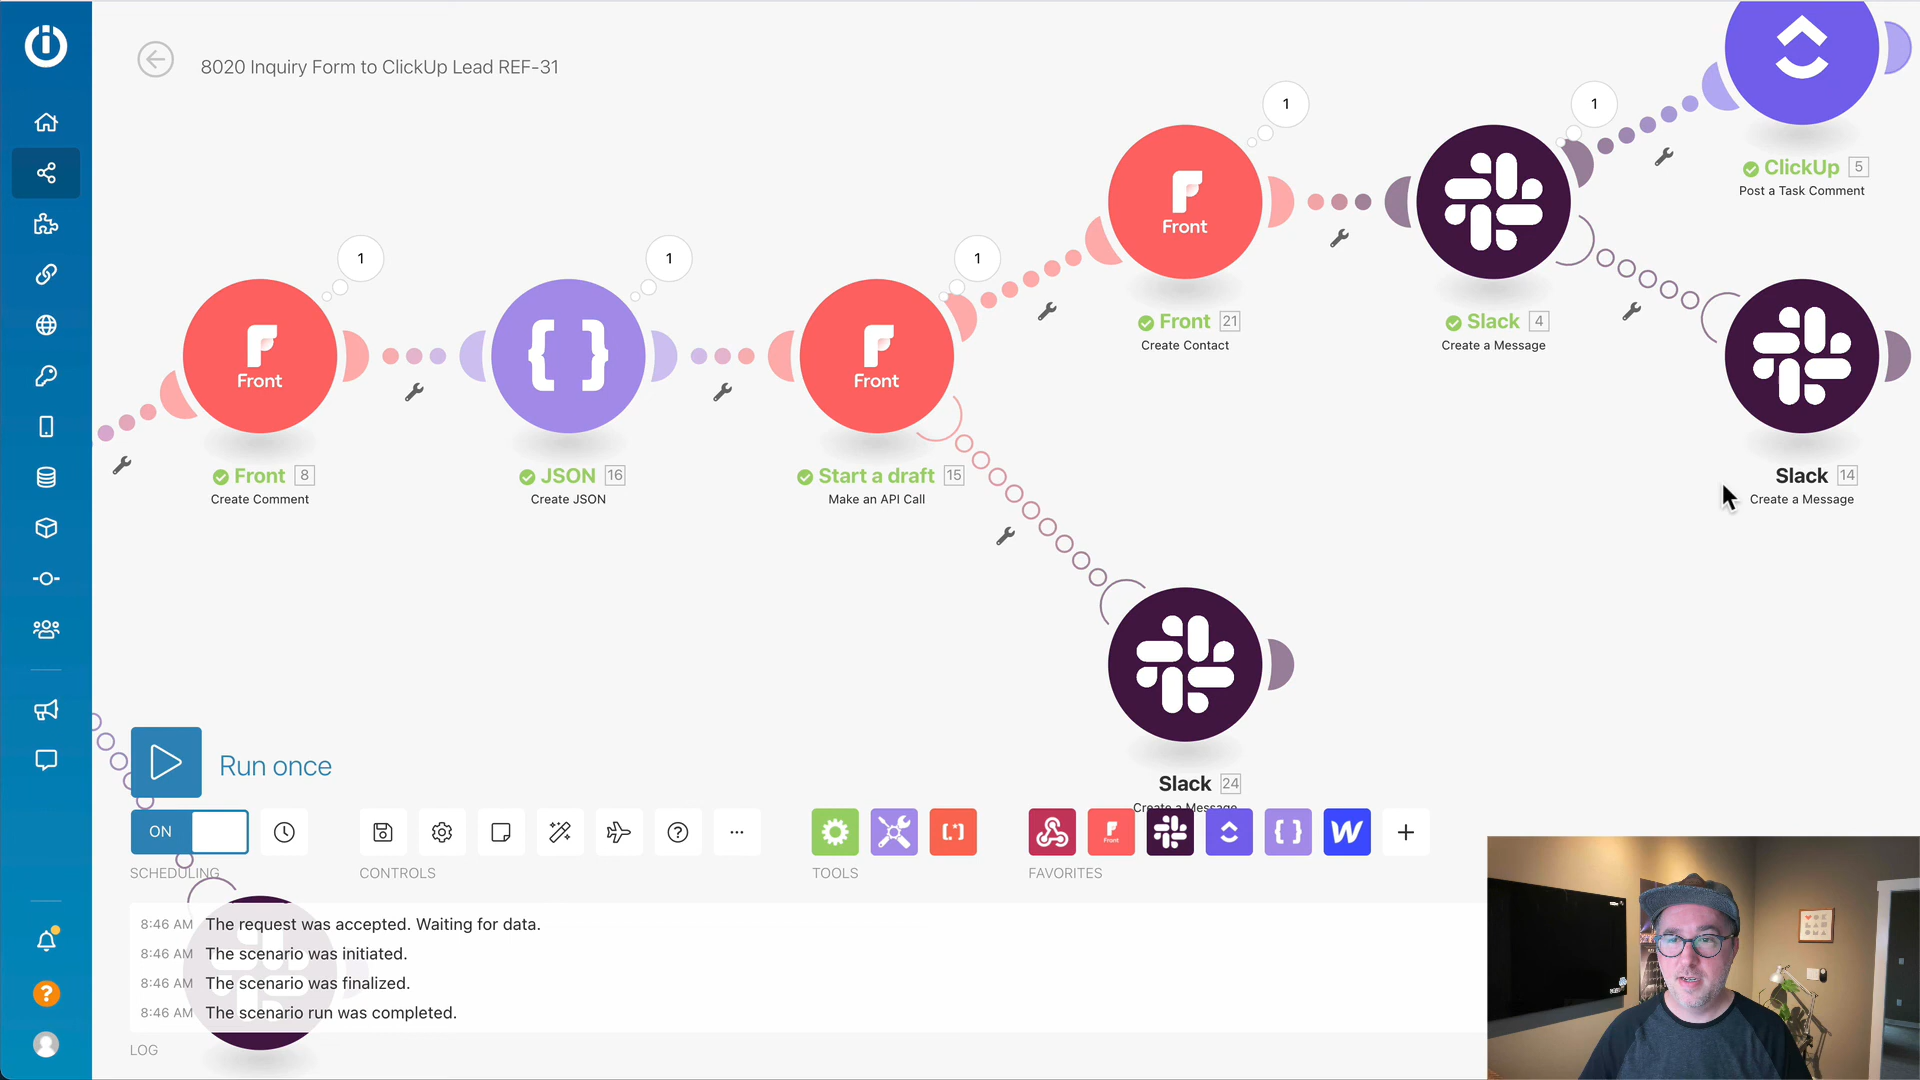 8020 Inquiry Form to ClickUp Lead REF-31
1
1
ClickUp 5
Post a Task Comment
Front
1
1
1
Front 21
Create Contact
Slack 4
Create a Message
Front
{ }
Front
Front 8
Create Comment
JSON 16
Create JSON
Start a draft 15
Make an API Call
Slack 14
Create a Message
Run once
Slack 24
Create a Message
ON
Front
SCHEDULING
CONTROLS
TOOLS
FAVORITES
8:46 AM The request was accepted. Waiting for data.
8:46 AM The scenario was initiated.
8:46 AM The scenario was finalized.
8:46 AM The scenario run was completed.
LOG